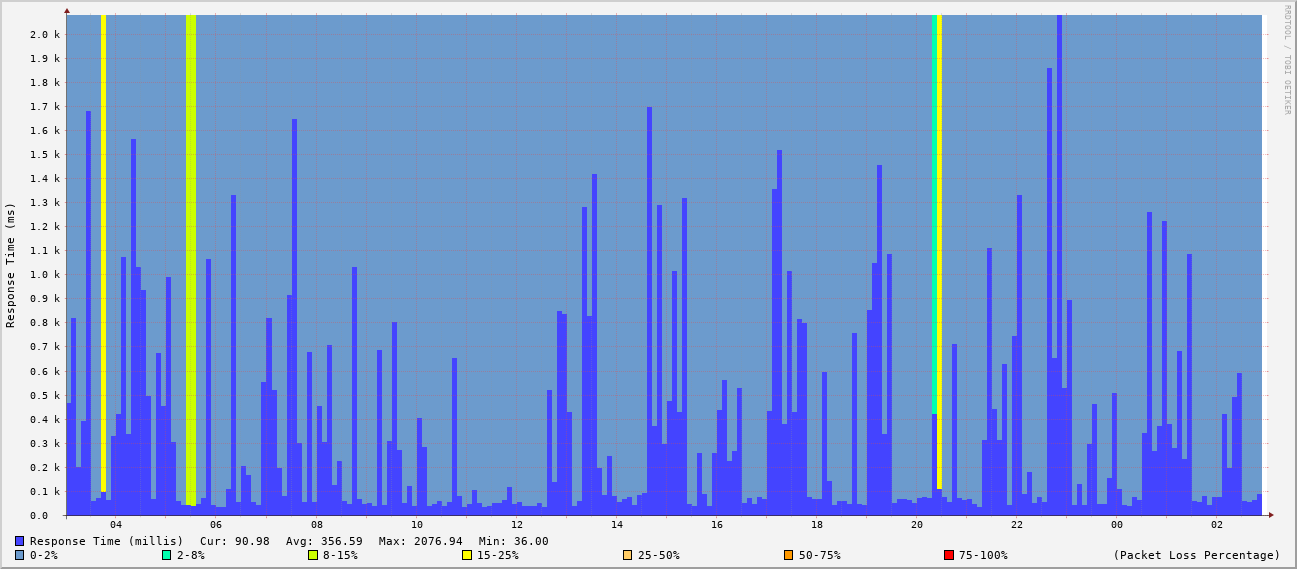 RRDTOOL / TOBI OETIKER
Response Time (ms)
2.0 k
1.9 k
1.8 k
1.7 k
1.6 k
1.5 k
1.4 k
1.3 k
1.2 k
1.1 k
1.0 k
0.9 k
0.8 k
0.7 k
0.6 k
0.5 k
0.4 k
0.3 k
0.2 k
0.1 k
0.0
04 06 08 10 12 14 16 18 20 22 00 02
Response Time (millis) Cur: 90.98 Avg: 356.59 Max: 2076.94 Min: 36.00
0-2% 2-8% 8-15% 15-25% 25-50% 50-75% 75-100% (Packet Loss Percentage)